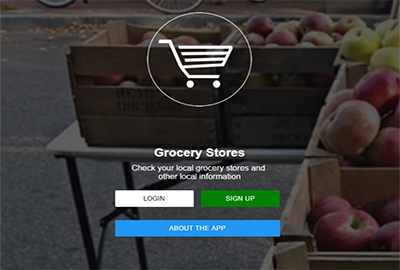 Grocery Stores
Check your local grocery stores and
other local information
LOGIN
SIGN UP
ABOUT THE APP